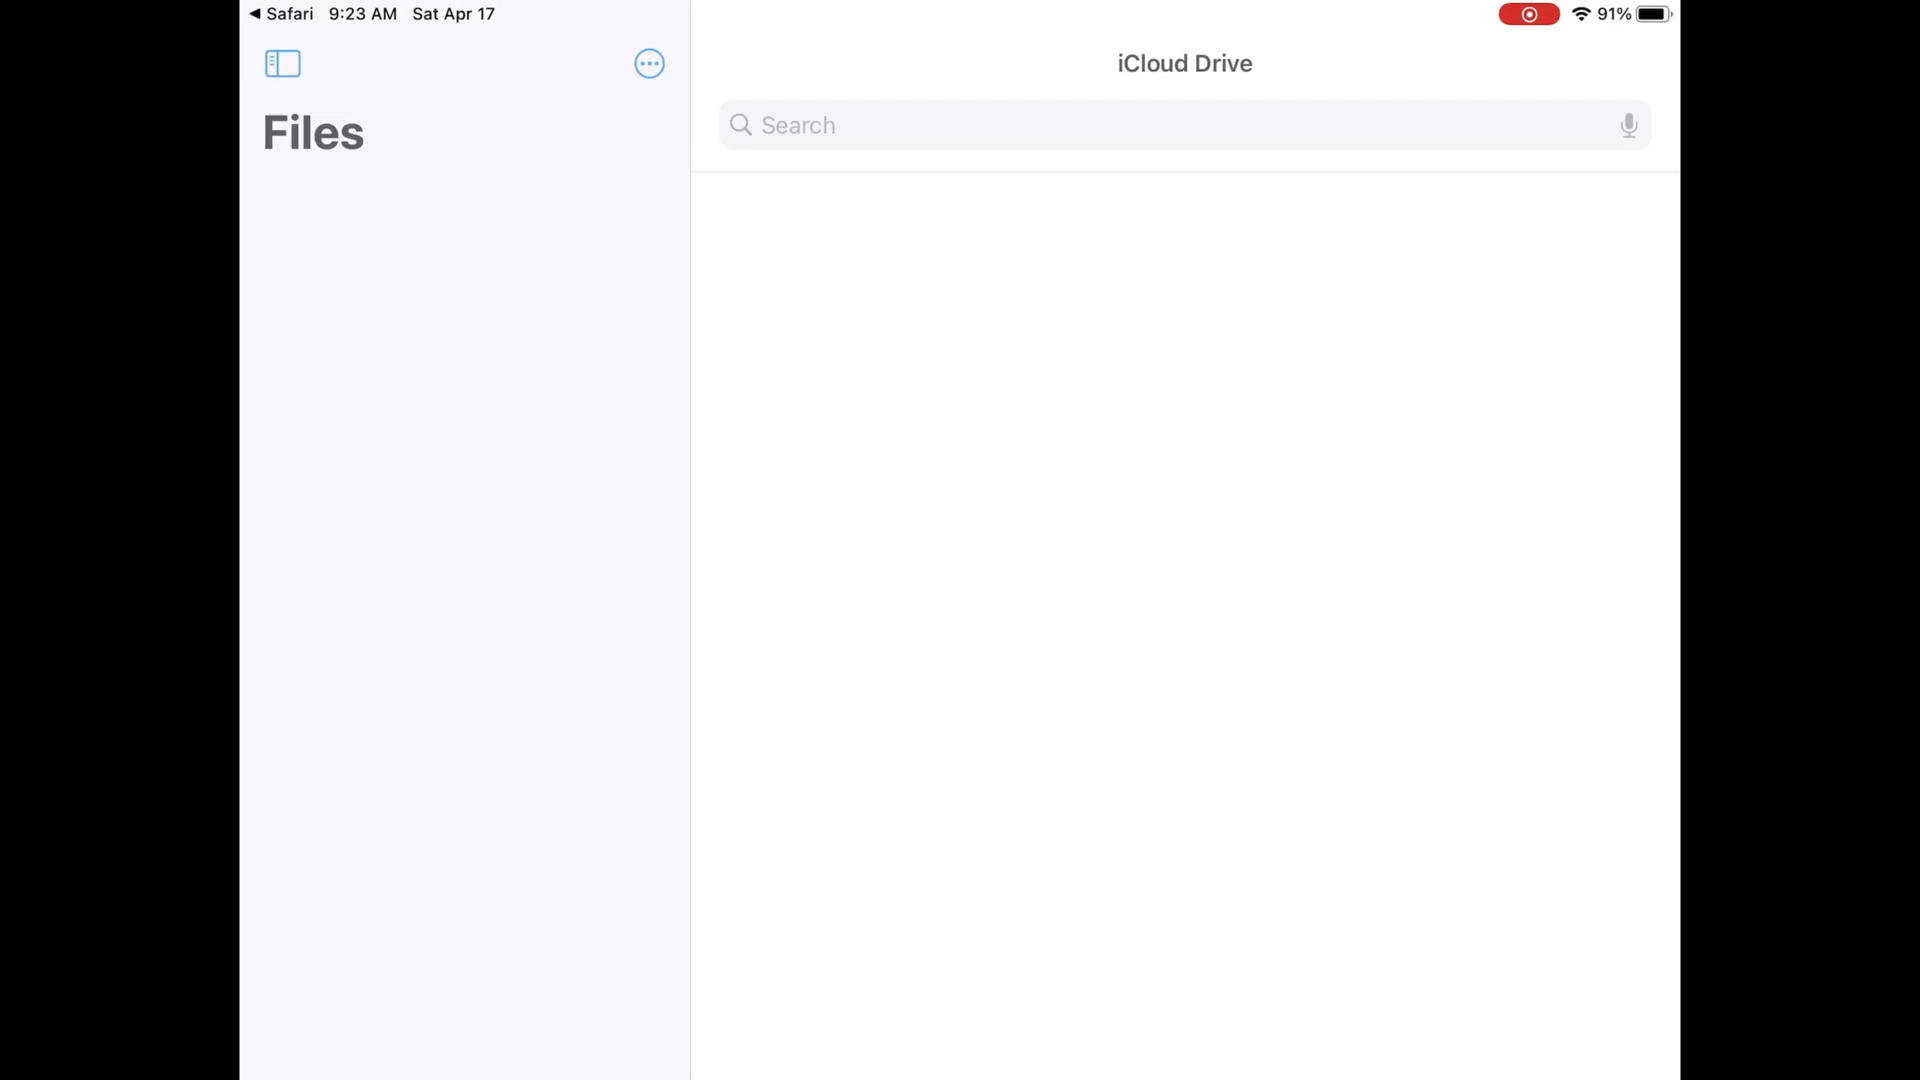 ◀ Safari 9:23 AM Sat Apr 17 91%
iCloud Drive
Search
Files